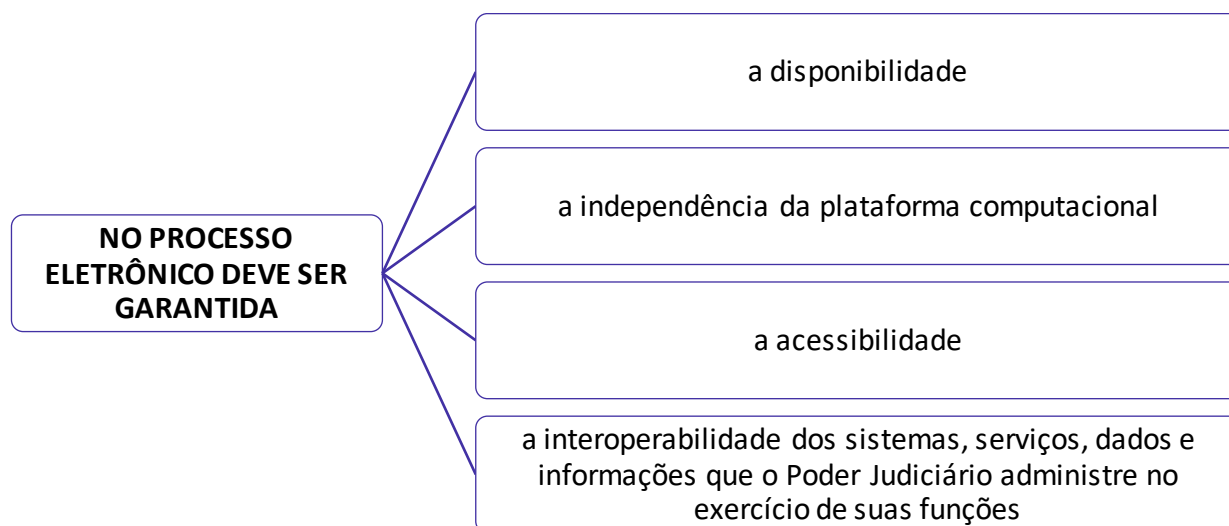 NO PROCESSO
ELETRÔNICO DEVE SER
GARANTIDA
a disponibilidade
a independência da plataforma computacional
a acessibilidade
a interoperabilidade dos sistemas, serviços, dados e
informações que o Poder Judiciário administre no
exercício de suas funções